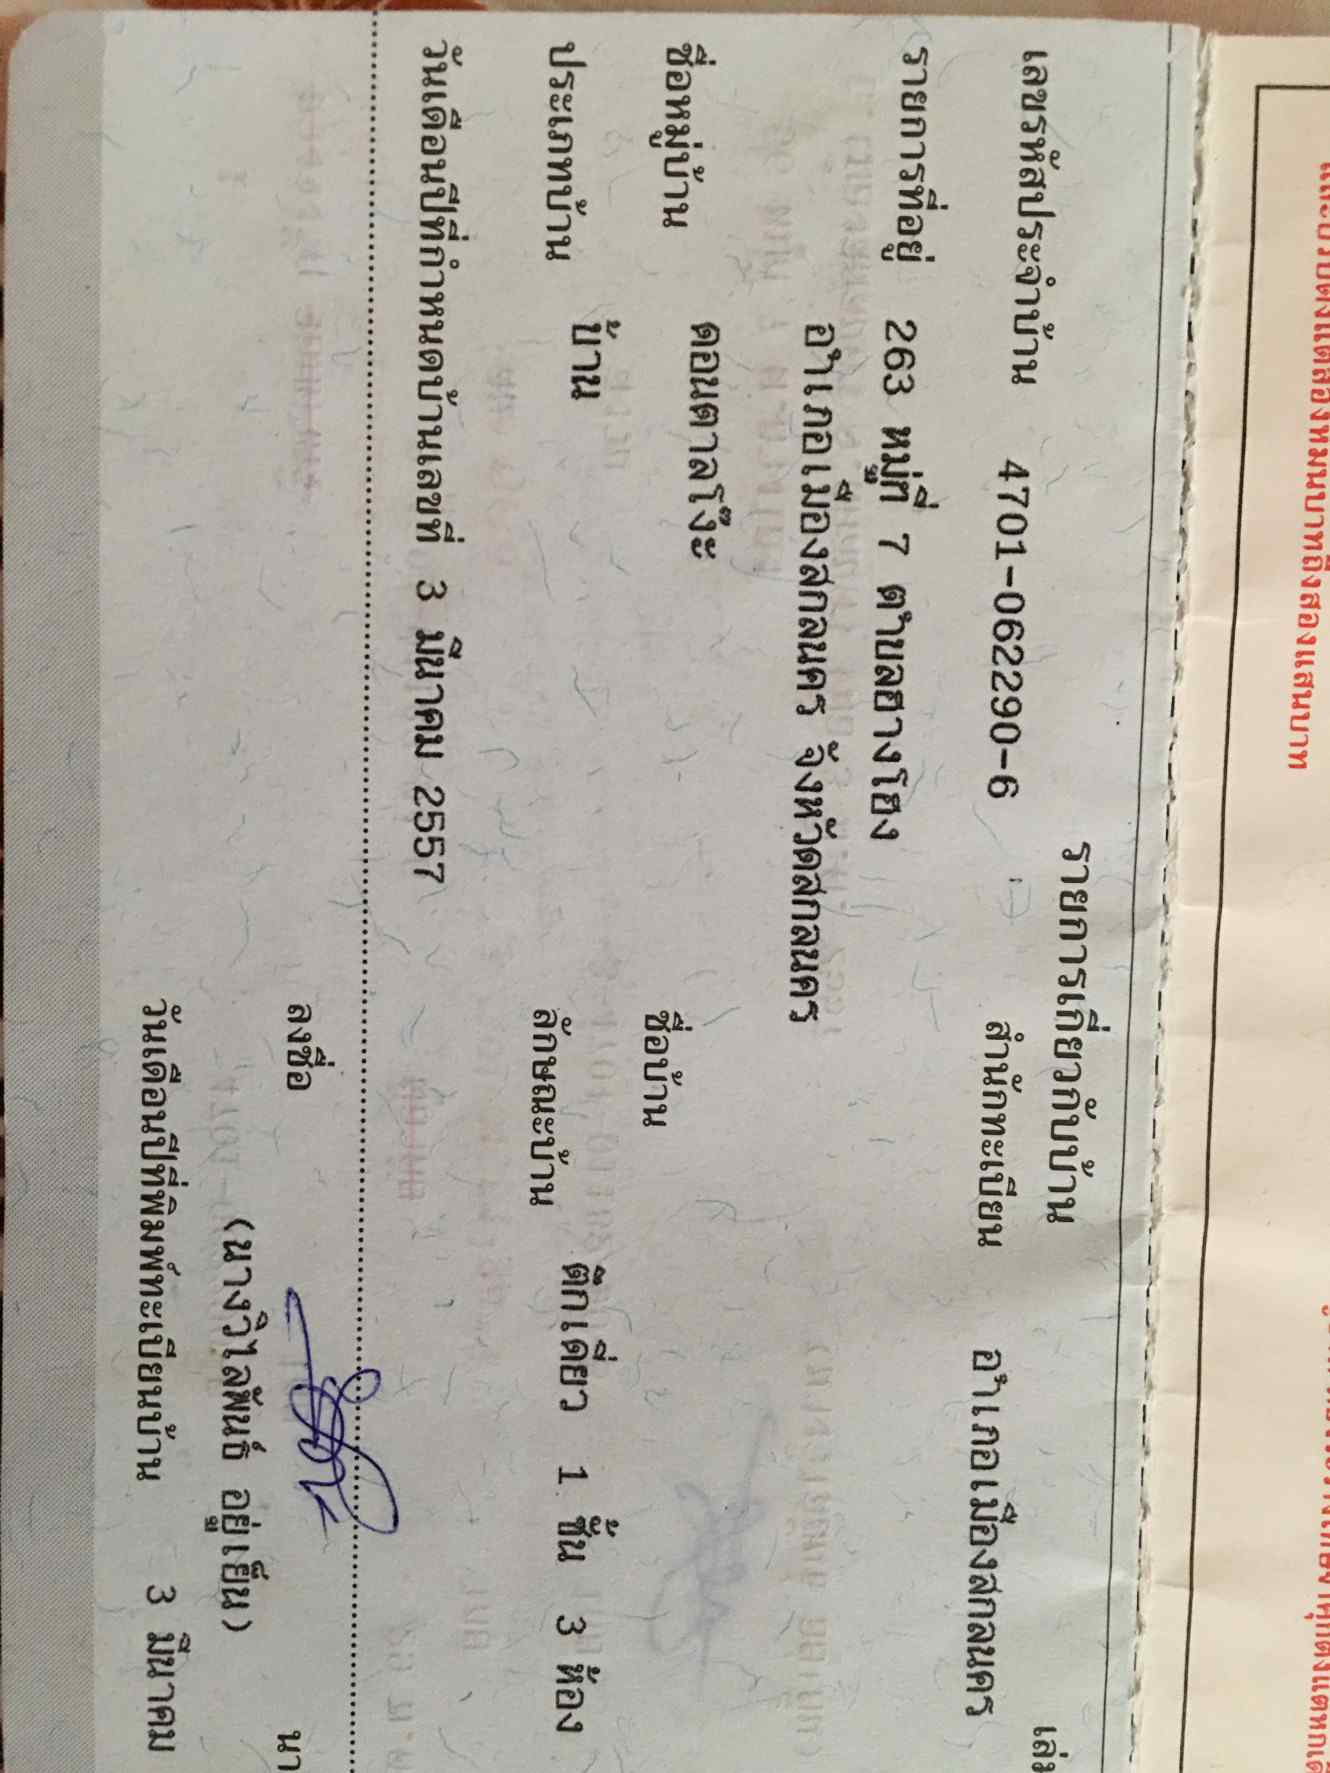 รายการเกี่ยวกับบ้าน
เลขรหัสประจำบ้าน 4701-062290-6 สำนักทะเบียน อำเภอเมืองสกลนคร
รายการที่อยู่ 263 หมู่ที่ 7 ตำบลฮางโฮง
อำเภอเมืองสกลนคร จังหวัดสกลนคร
ชื่อหมู่บ้าน ดอนตาลโง๊ะ ชื่อบ้าน
ประเภทบ้าน บ้าน ลักษณะบ้าน ตึกเดี่ยว 1 ชั้น 3 ห้อง
วันเดือนปีที่กำหนดบ้านเลขที่ 3 มีนาคม 2557
ลงชื่อ นา
(นางวิไลพันธ์ อยู่เย็น)
วันเดือนปีที่พิมพ์ทะเบียนบ้าน 3 มีนาคม